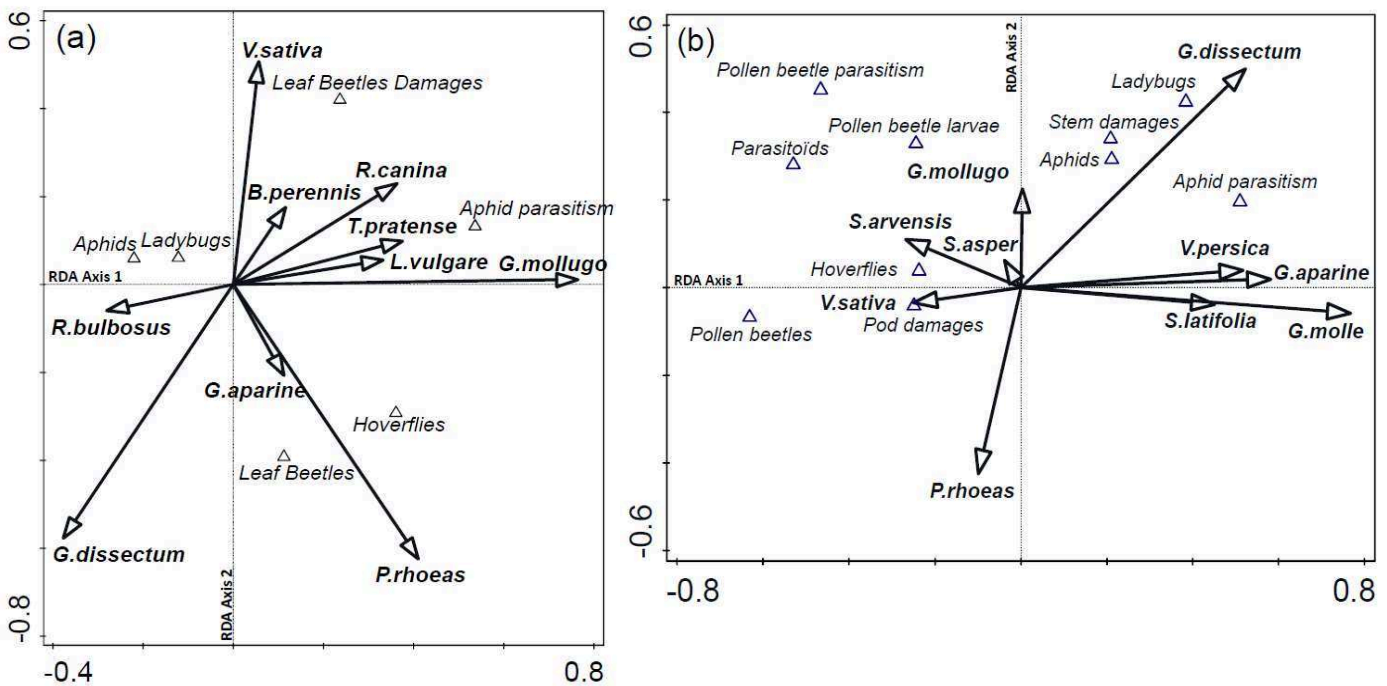 (a)
0.6
V.sativa
Leaf Beetles Damages
R.canina
B.perennis
Aphid parasitism
T.pratense
Aphids
Ladybugs
L.vulgare
G.mollugo
RDA Axis 1
R.bulbosus
G.aparine
Hoverflies
Leaf Beetles
G.dissectum
P.rhoeas
RDA Axis 2
-0.8
-0.4
0.8
(b)
0.6
RDA Axis 2
G.dissectum
Pollen beetle parasitism
Ladybugs
Pollen beetle larvae
Stem damages
Parasitoïds
Aphids
G.mollugo
Aphid parasitism
S.arvensis
S.asper
V.persica
Hoverflies
G.aparine
RDA Axis 1
V.sativa
Pod damages
S.latifolia
Pollen beetles
G.molle
P.rhoeas
-0.6
-0.8
0.8